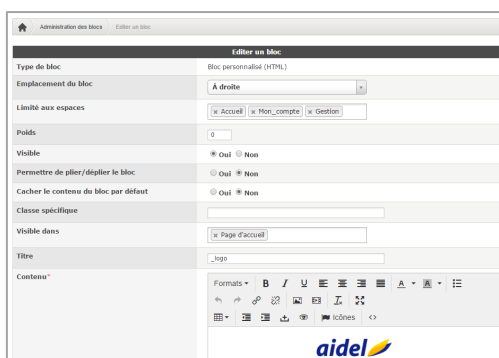 Administration des blocs Editer un bloc
Editer un bloc
Type de bloc Bloc personnalisé (HTML)
Emplacement du bloc À droite
Limité aux espaces × Accueil × Mon_compte × Gestion
Poids 0
Visible Oui Non
Permettre de plier/déplier le bloc Oui Non
Cacher le contenu du bloc par défaut Oui Non
Classe spécifique
Visible dans × Page d'accueil
Titre _logo
Contenu* Formats B I U A A
Icônes <>
aidel